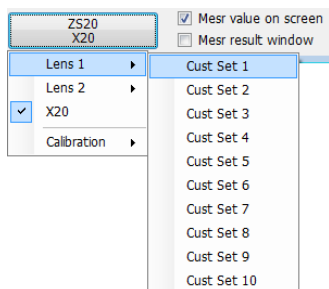 ZS20
X20
Mesr value on screen
Mesr result window
Lens 1
Lens 2
X20
Calibration
Cust Set 1
Cust Set 2
Cust Set 3
Cust Set 4
Cust Set 5
Cust Set 6
Cust Set 7
Cust Set 8
Cust Set 9
Cust Set 10